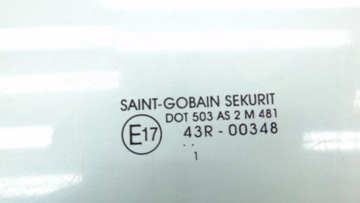 SAINT-GOBAIN SEKURIT
DOT 503 AS 2 M 481
E17 43R - 00348
. .
1